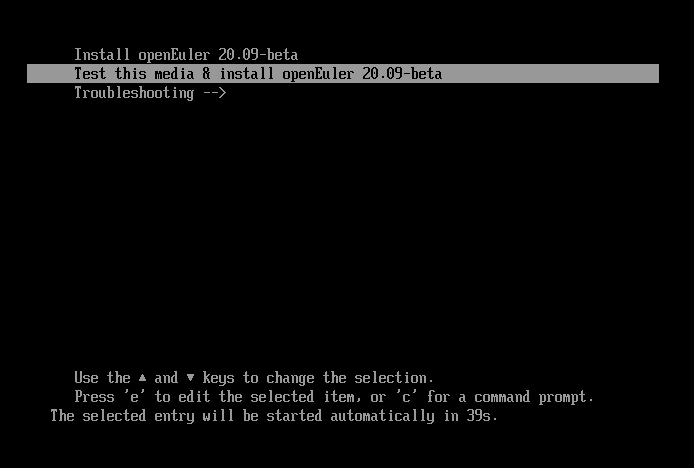 Install openEuler 20.09-beta
Test this media & install openEuler 20.09-beta
Troubleshooting -->
Use the ▲ and ▼ keys to change the selection.
Press 'e' to edit the selected item, or 'c' for a command prompt.
The selected entry will be started automatically in 39s.